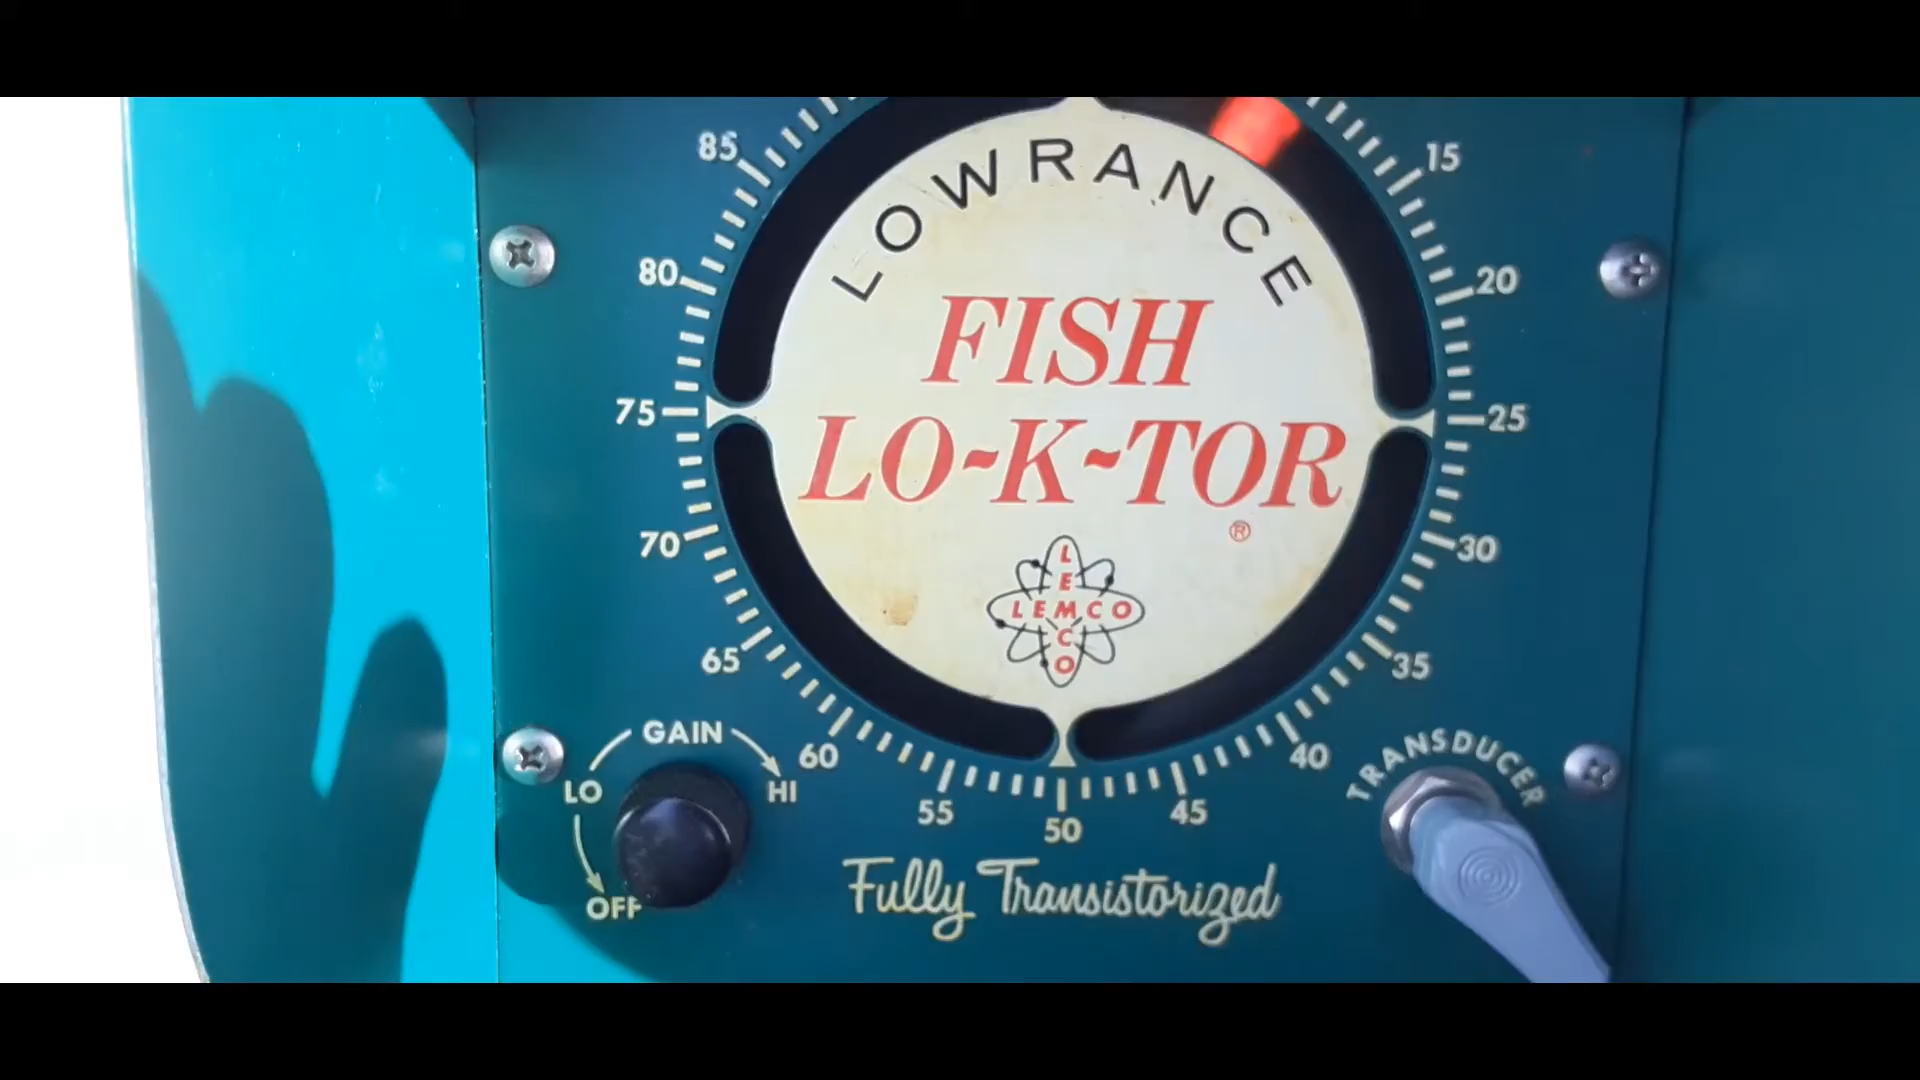 LOWRANCE
FISH
LO-K-TOR
®
LEMCO
LEMCO
85
80
75
70
65
60
55
50
45
40
35
30
25
20
15
GAIN
LO
HI
OFF
TRANSDUCER
Fully Transistorized